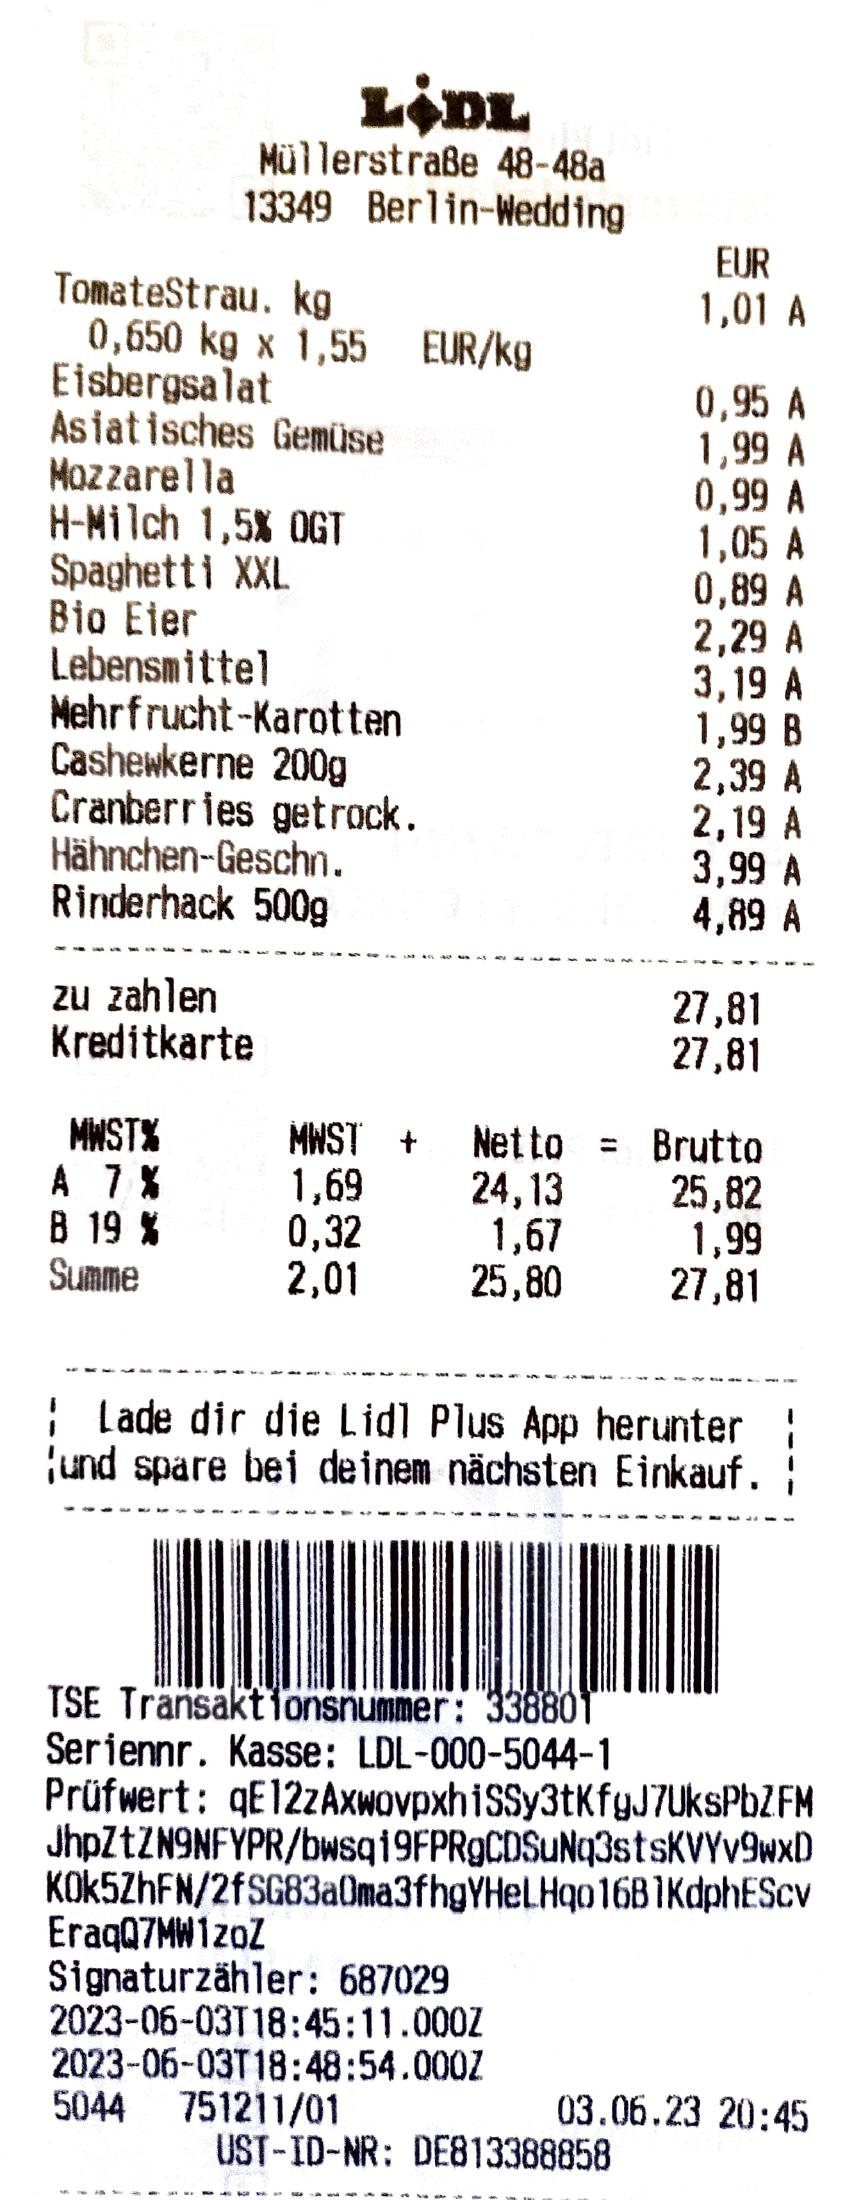 LiDL
Müllerstraße 48-48a
13349 Berlin-Wedding
EUR
TomateStrau. kg 1,01 A
0,650 kg x 1,55 EUR/kg
Eisbergsalat 0,95 A
Asiatisches Gemüse 1,99 A
Mozzarella 0,99 A
H-Milch 1,5% OGT 1,05 A
Spaghetti XXL 0,89 A
Bio Eier 2,29 A
Lebensmittel 3,19 A
Mehrfrucht-Karotten 1,99 B
Cashewkerne 200g 2,39 A
Cranberries getrock. 2,19 A
Hähnchen-Geschn. 3,99 A
Rinderhack 500g 4,89 A
zu zahlen 27,81
Kreditkarte 27,81
MWST% MWST + Netto = Brutto
A 7 % 1,69 24,13 25,82
B 19 % 0,32 1,67 1,99
Summe 2,01 25,80 27,81
Lade dir die Lidl Plus App herunter
und spare bei deinem nächsten Einkauf.
TSE Transaktionsnummer: 338801
Seriennr. Kasse: LDL-000-5044-1
Prüfwert: qEl2zAxwovpxhiSSy3tKfyJ7UksPbZFM
JhpZtZN9NFYPR/bwsqi9FPRgCDSuNq3stsKVYv9wxD
KOk5ZhFN/2fSG83aOma3fhgYHeLHqo16BlKdphEScv
EraqQ7MW1zoZ
Signaturzähler: 687029
2023-06-03T18:45:11.000Z
2023-06-03T18:48:54.000Z
5044 751211/01 03.06.23 20:45
UST-ID-NR: DE813388858